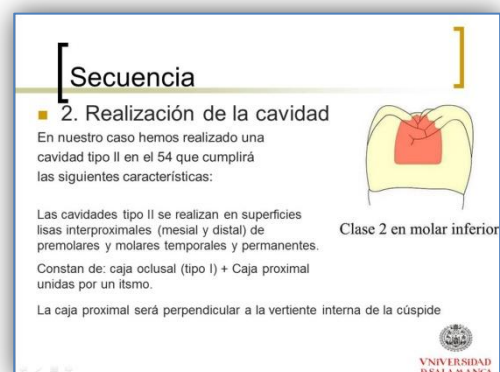 Secuencia
2. Realización de la cavidad
En nuestro caso hemos realizado una
cavidad tipo II en el 54 que cumplirá
las siguientes características:
Las cavidades tipo II se realizan en superficies
lisas interproximales (mesial y distal) de
premolares y molares temporales y permanentes.
Constan de: caja oclusal (tipo I) + Caja proximal
unidas por un itsmo.
La caja proximal será perpendicular a la vertiente interna de la cúspide
Clase 2 en molar inferior
VNIVERSIDAD
D SALAMANCA